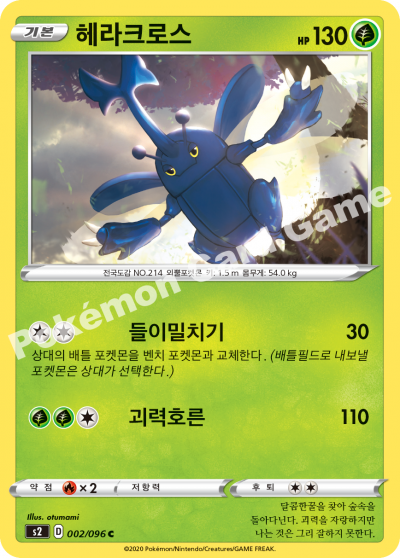 기본 헤라크로스 HP 130
전국도감 NO.214 외뿔포켓몬 키: 1.5 m 몸무게: 54.0 kg
Pokémon Card Game
들이밀치기 30
상대의 배틀 포켓몬을 벤치 포켓몬과 교체한다. (배틀필드로 내보낼
포켓몬은 상대가 선택한다.)
괴력호른 110
약점 ×2 저항력 후퇴
Illus. otumami
달콤한꿀을 찾아 숲속을
s2 D 002/096 C
돌아다닌다. 괴력을 자랑하지만
나는 것은 그리 잘하지 못한다.
©2020 Pokémon/Nintendo/Creatures/GAME FREAK.